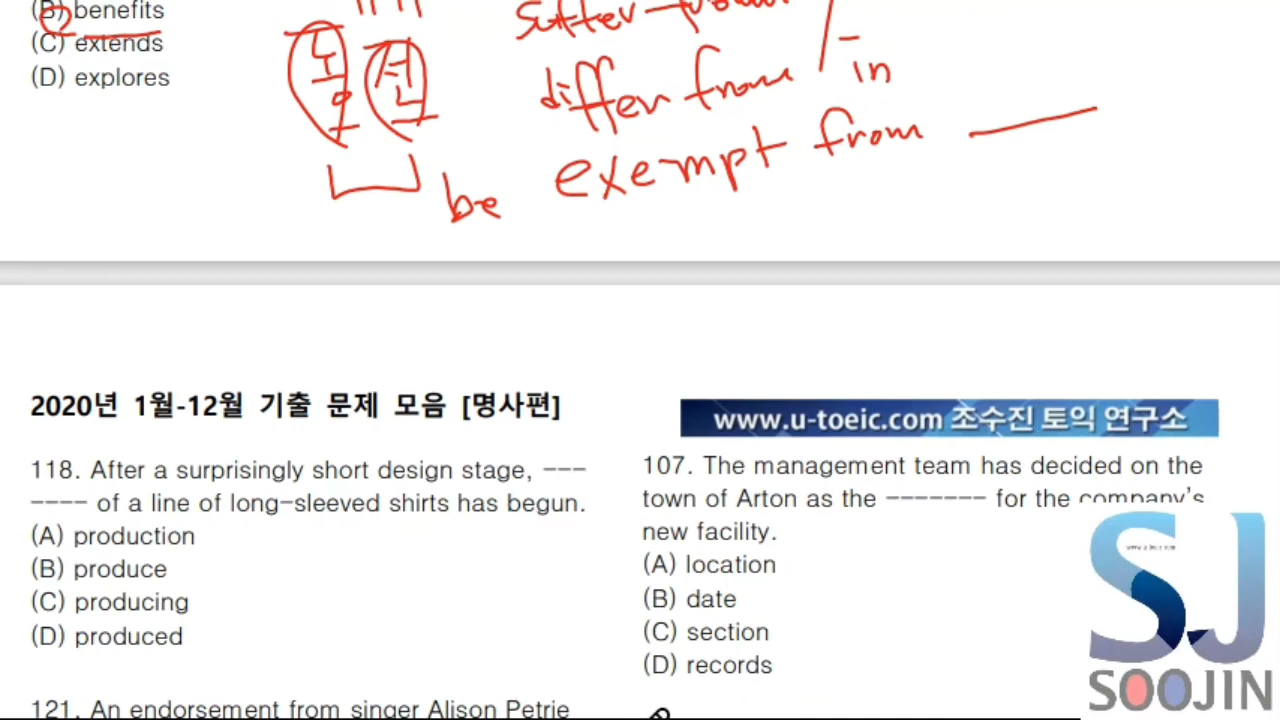 (B) benefits
(C) extends
(D) explores
suffer from
differ from / in
be exempt from
2020년 1월-12월 기출 문제 모음 [명사편]
118. After a surprisingly short design stage, ---
---- of a line of long-sleeved shirts has begun.
(A) production
(B) produce
(C) producing
(D) produced
121. An endorsement from singer Alison Petrie
www.u-toeic.com 조수진 토익 연구소
107. The management team has decided on the
town of Arton as the ------- for the company's
new facility.
(A) location
(B) date
(C) section
(D) records
SJ
SOOJIN